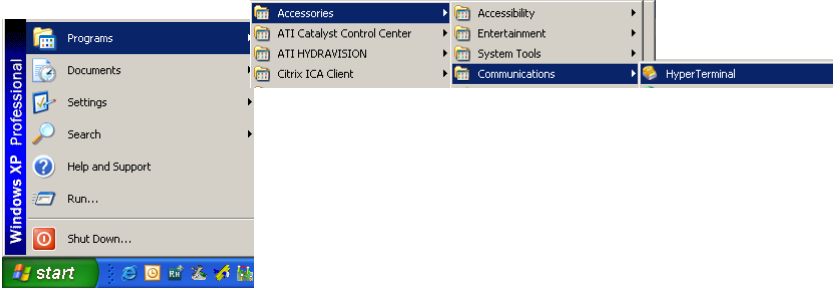 Programs
Documents
Settings
Search
Help and Support
Run...
Shut Down...
Windows XP Professional
start
Accessories
ATI Catalyst Control Center
ATI HYDRAVISION
Citrix ICA Client
Accessibility
Entertainment
System Tools
Communications
HyperTerminal